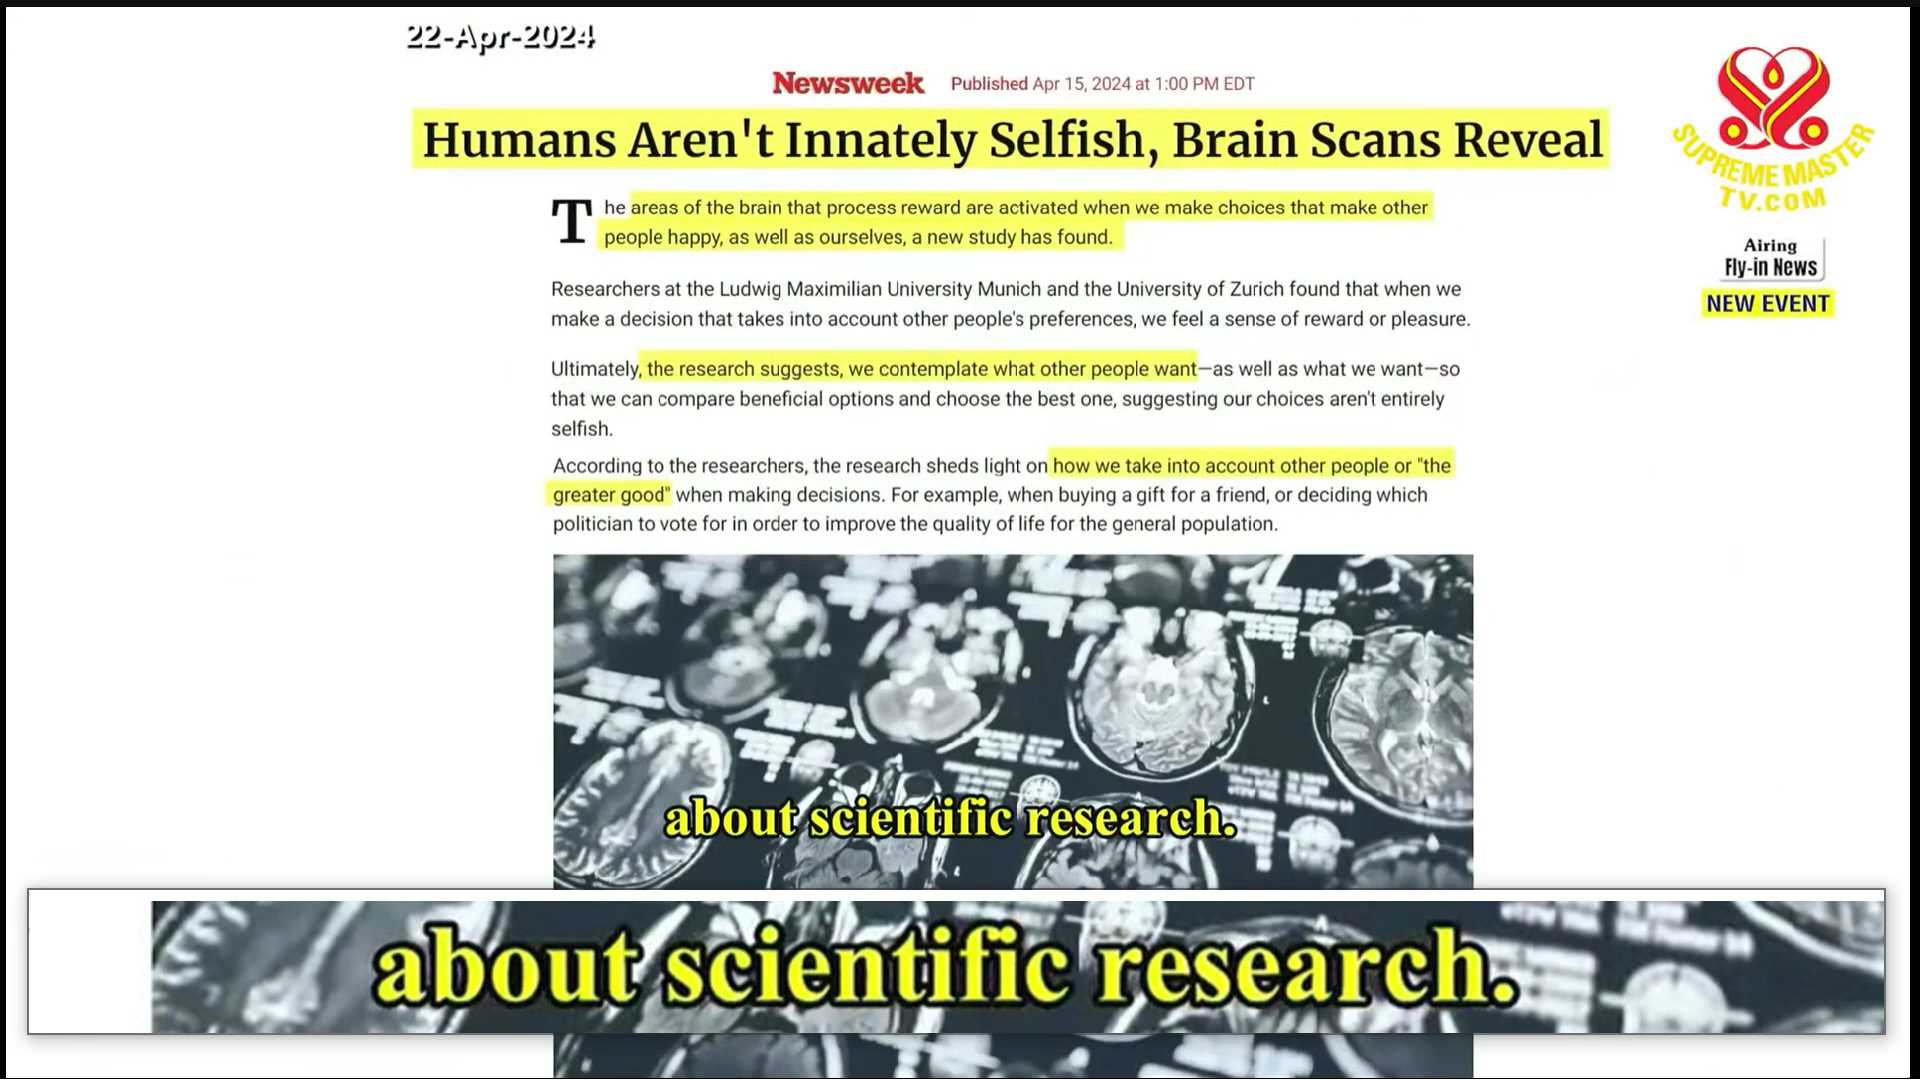 22-Apr-2024
Newsweek Published Apr 15, 2024 at 1:00 PM EDT
Humans Aren't Innately Selfish, Brain Scans Reveal
The areas of the brain that process reward are activated when we make choices that make other
people happy, as well as ourselves, a new study has found.
Researchers at the Ludwig Maximilian University Munich and the University of Zurich found that when we
make a decision that takes into account other people's preferences, we feel a sense of reward or pleasure.
Ultimately, the research suggests, we contemplate what other people want—as well as what we want—so
that we can compare beneficial options and choose the best one, suggesting our choices aren't entirely
selfish.
According to the researchers, the research sheds light on how we take into account other people or "the
greater good" when making decisions. For example, when buying a gift for a friend, or deciding which
politician to vote for in order to improve the quality of life for the general population.
SUPREME MASTER
TV.COM
Airing
Fly-in News
NEW EVENT
about scientific research.
about scientific research.